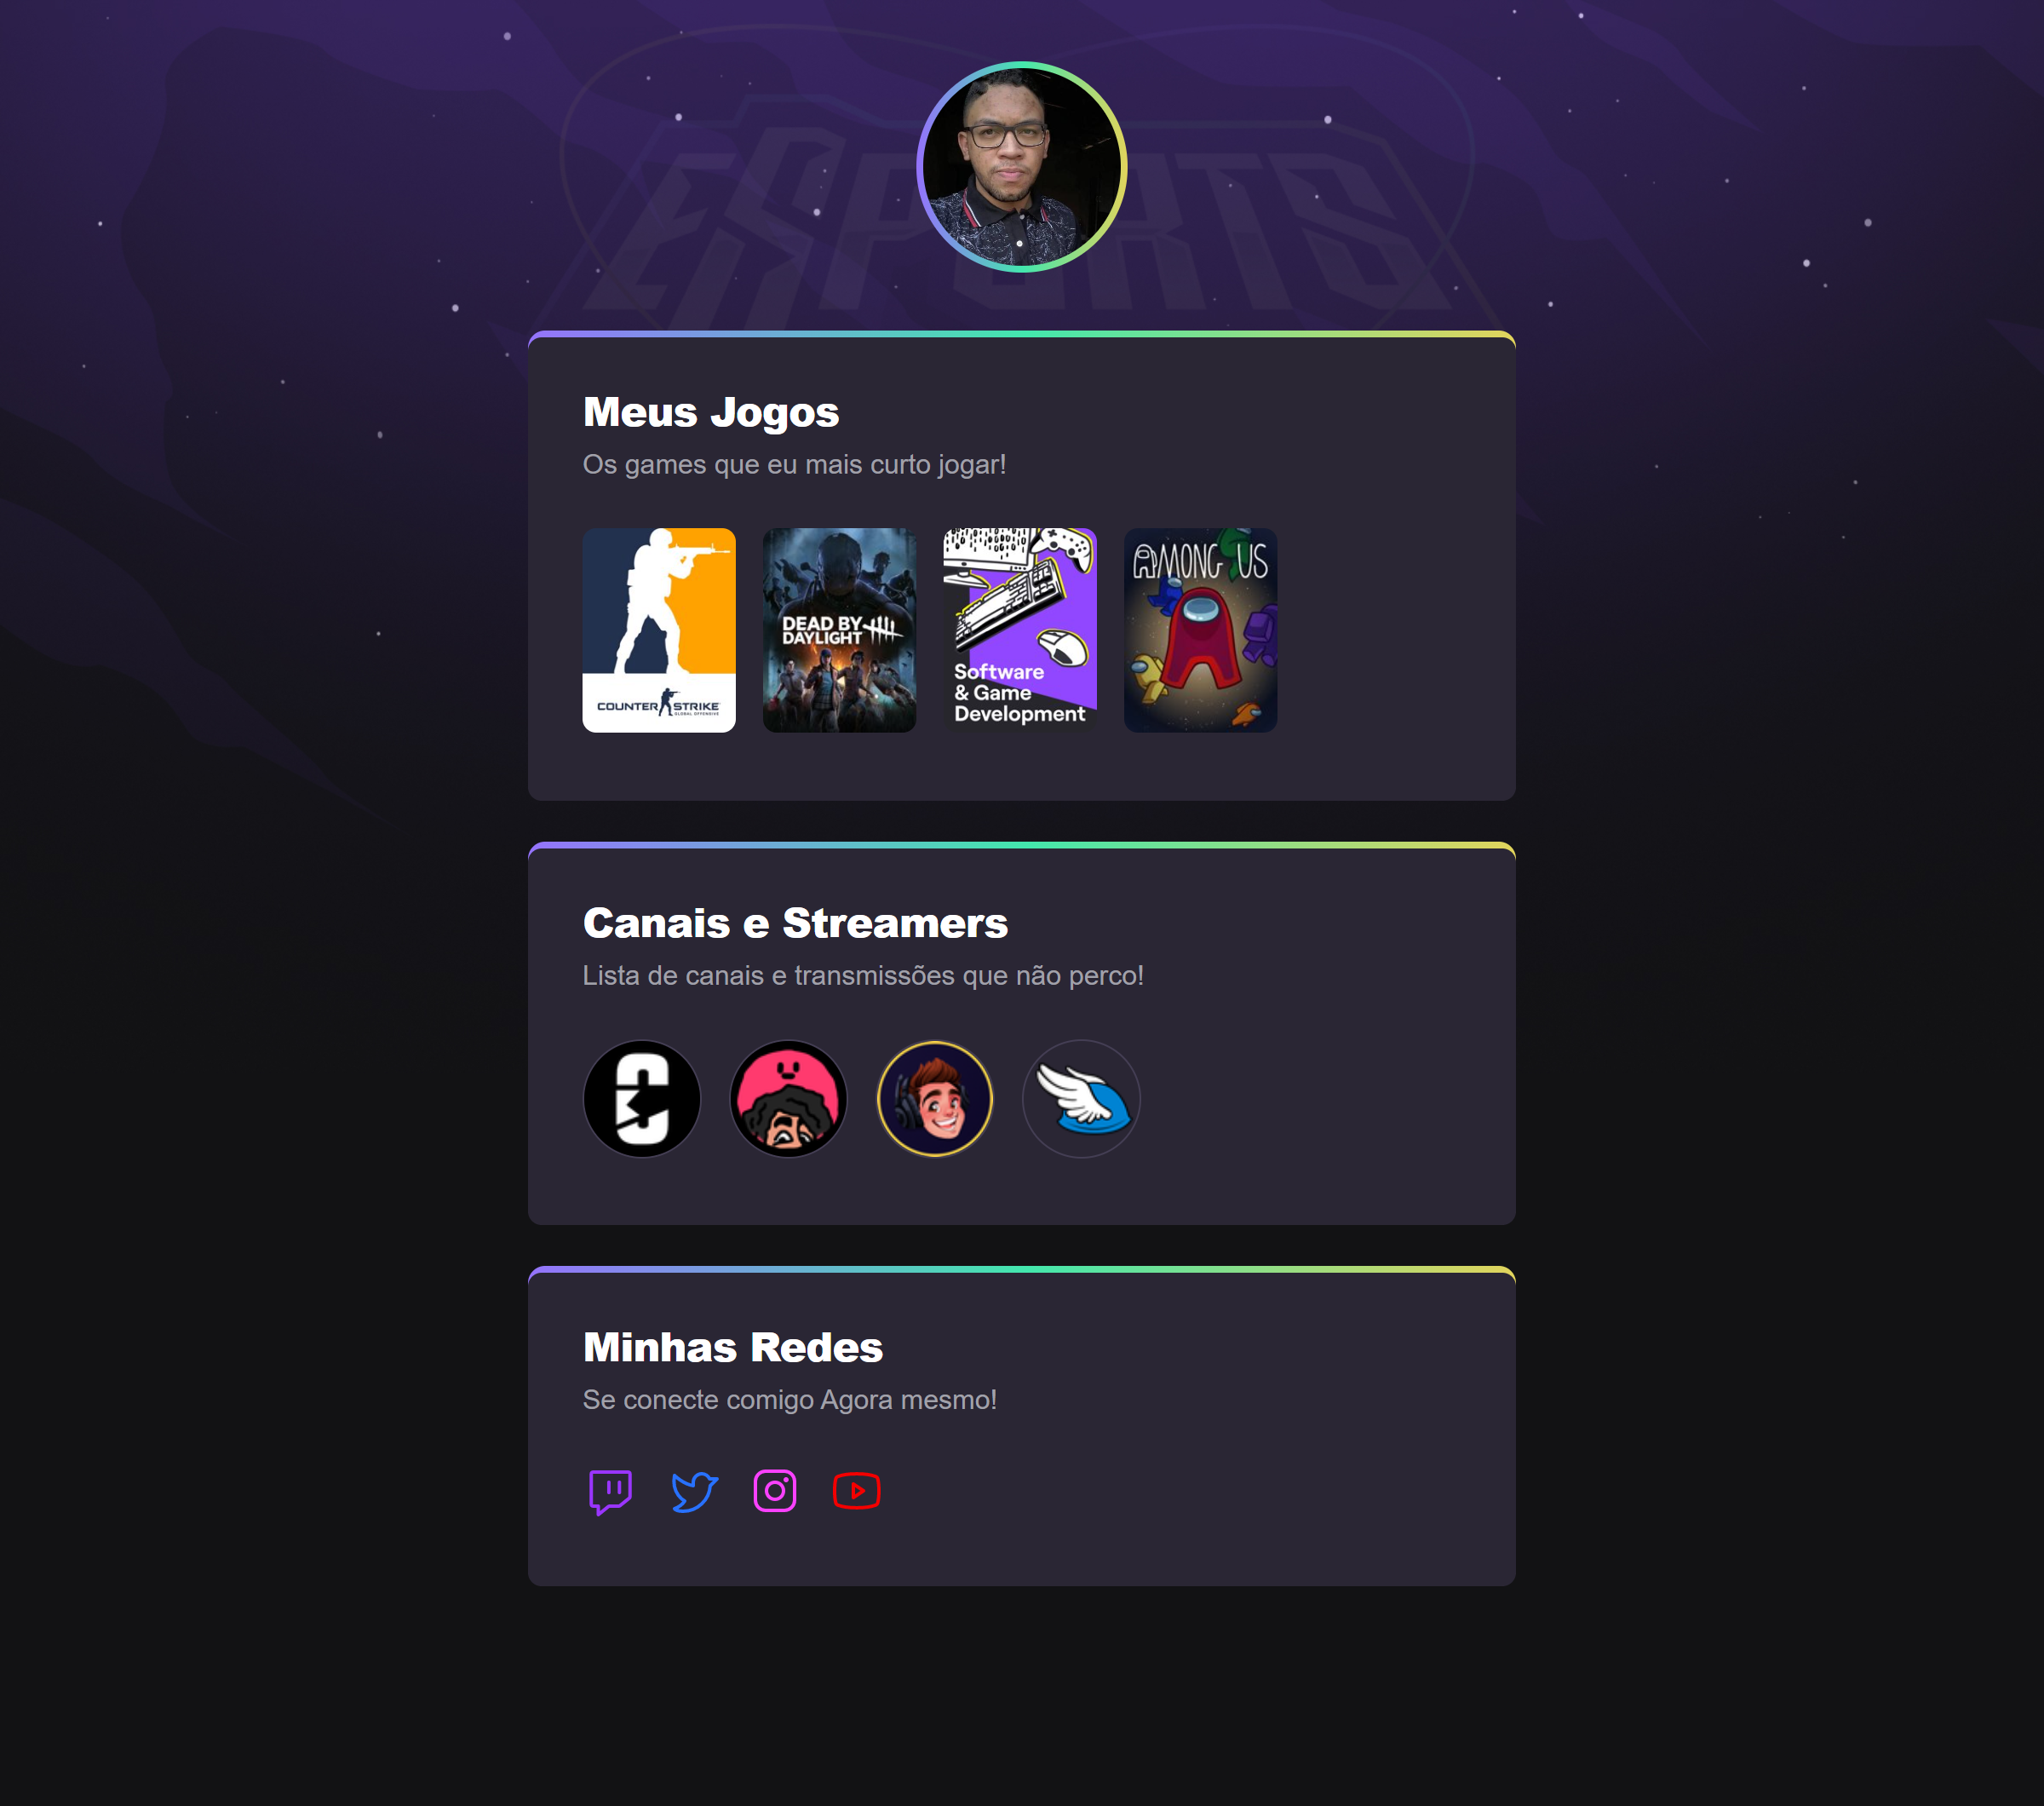 ESPORTS
Meus Jogos
Os games que eu mais curto jogar!
COUNTER STRIKE
GLOBAL OFFENSIVE
DEAD BY
DAYLIGHT
Software
& Game
Development
AMONG US
Canais e Streamers
Lista de canais e transmissões que não perco!
Minhas Redes
Se conecte comigo Agora mesmo!